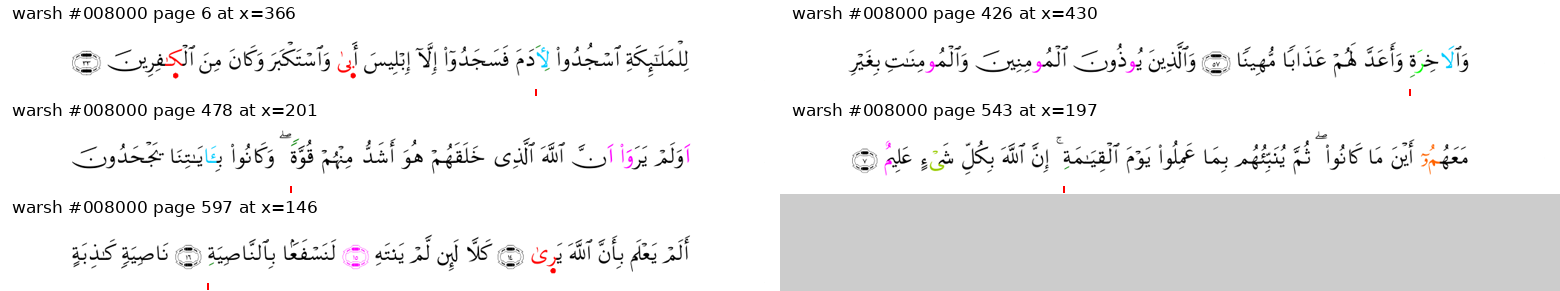 warsh #008000 page 6 at x=366
لِلْمَلَٰٓئِكَةِ اِ۟سْجُدُواْ لِأٓدَمَ فَسَجَدُوٓاْ إِلَّآ إِبْلِيسَ أَب۪ىٰ وَاسْتَكْبَرَ وَكَانَ مِنَ اَ۬لْكٰ۪فِرِينَ ٣٣
warsh #008000 page 426 at x=430
وَالَاخِرَةِ وَأَعَدَّ لَهُمْ عَذَابًا مُّهِينًا ٥٧ وَالَّذِينَ يُوذُونَ اَ۬لْمُومِنِينَ وَالْمُومِنَٰتِ بِغَيْرِ
warsh #008000 page 478 at x=201
اَوَلَمْ يَرَوَاْ اَنَّ اَ۬للَّهَ اَ۬لَّذِى خَلَقَهُمْ هُوَ أَشَدُّ مِنْهُمْ قُوَّةًۖ وَكَانُواْ بِـَٔايَٰتِنَا يَجْحَدُونَ
warsh #008000 page 543 at x=197
مَعَهُمُۥٓ أَيْنَ مَا كَانُواْۖ ثُمَّ يُنَبِّئُهُم بِمَا عَمِلُواْ يَوْمَ اَ۬لْقِيَٰمَةِۚ إِنَّ اَ۬للَّهَ بِكُلِّ شَىْءٍ عَلِيمٌ ٧
warsh #008000 page 597 at x=146
أَلَمْ يَعْلَم بِأَنَّ اَ۬للَّهَ يَر۪ىٰ ١٤ كَلَّا لَئِن لَّمْ يَنتَهِ ١٥ لَنَسْفَعاً بِالنَّاصِيَةِ ١٦ نَاصِيَةٍ كَٰذِبَةٍ